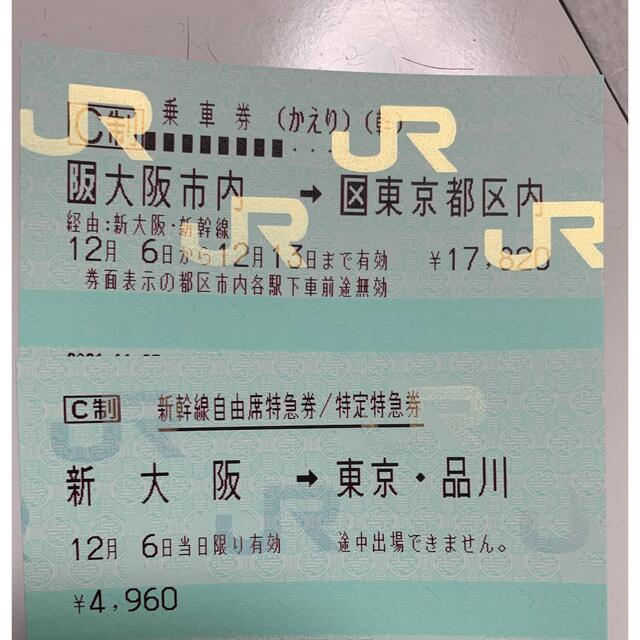 C制 乗車券 (かえり) (幹)
阪大阪市内 → 区東京都区内
経由:新大阪・新幹線
12月 6日から12月13日まで有効 ¥17,820
券面表示の都区市内各駅下車前途無効
C制 新幹線自由席特急券/特定特急券
新大阪 → 東京・品川
12月 6日当日限り有効 途中出場できません。
¥4,960
JR
JR
JR
JR
JR
JR
JR